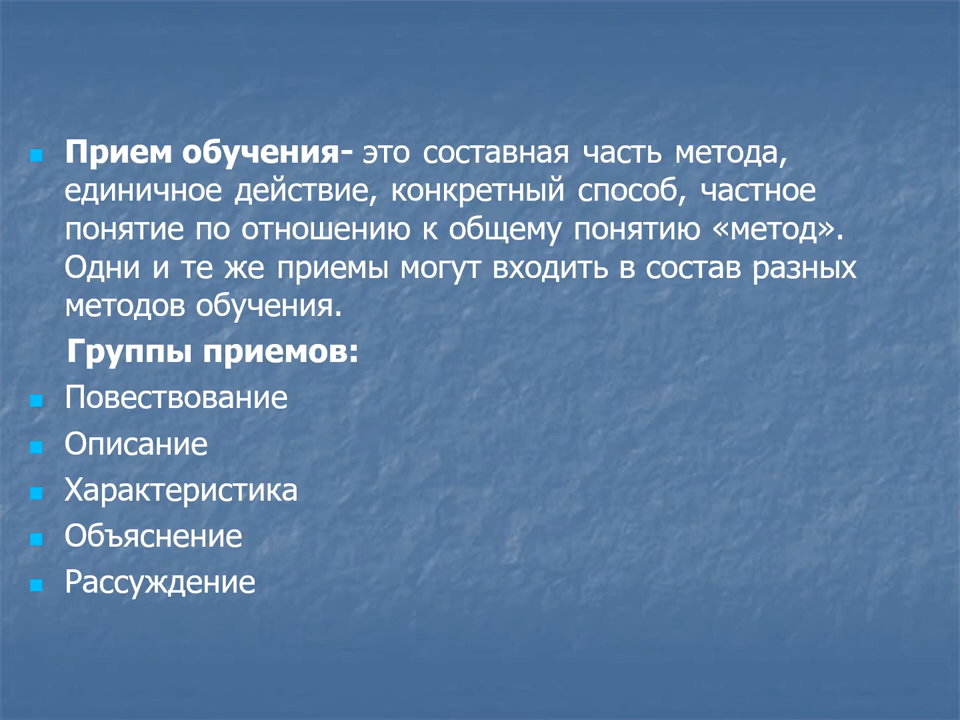 Прием обучения- это составная часть метода,
единичное действие, конкретный способ, частное
понятие по отношению к общему понятию «метод».
Одни и те же приемы могут входить в состав разных
методов обучения.
Группы приемов:
Повествование
Описание
Характеристика
Объяснение
Рассуждение